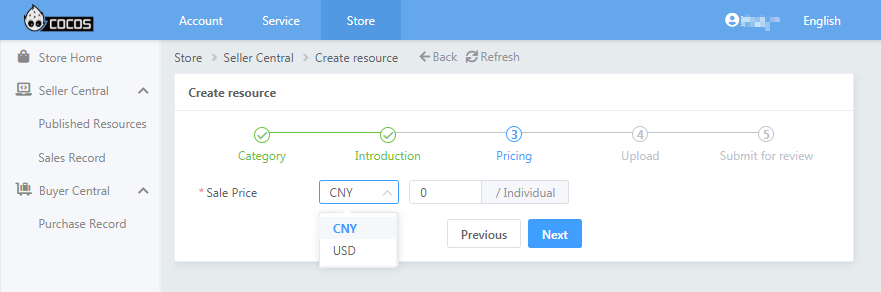 COCOS Account Service Store English
Store Home
Seller Central
Published Resources
Sales Record
Buyer Central
Purchase Record
Store > Seller Central > Create resource Back Refresh
Create resource
3 4 5
Category Introduction Pricing Upload Submit for review
* Sale Price CNY 0 / Individual
CNY
USD
Previous Next